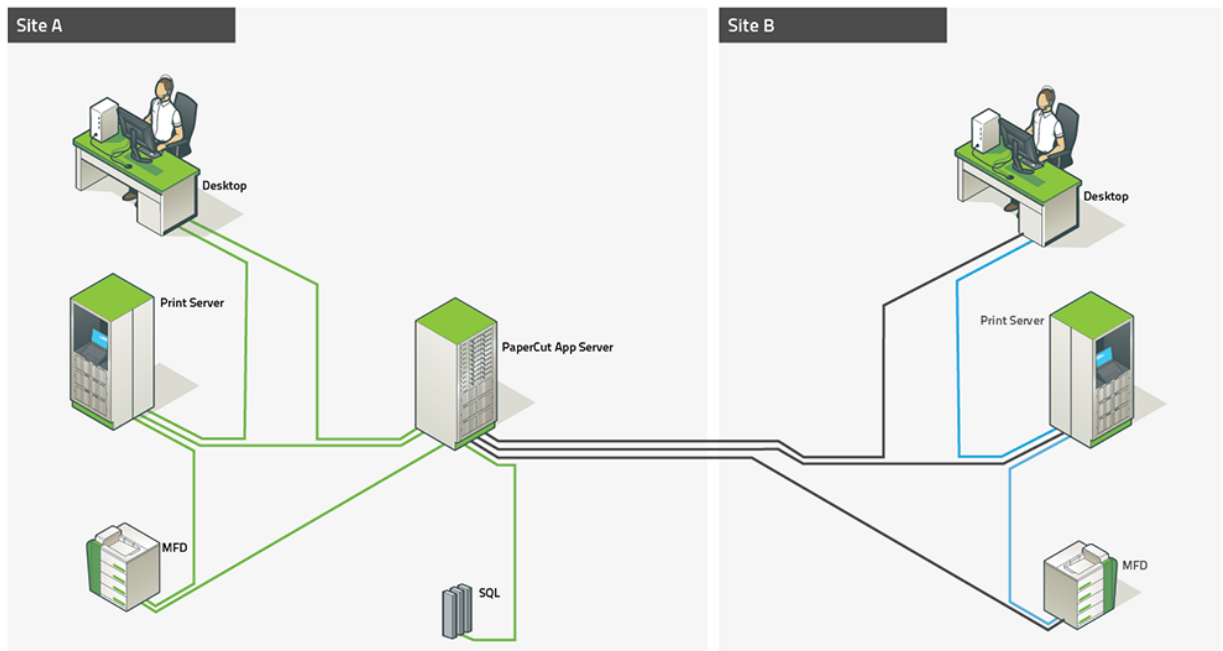 Site A
Site B
Desktop
Desktop
Print Server
Print Server
PaperCut App Server
MFD
MFD
SQL